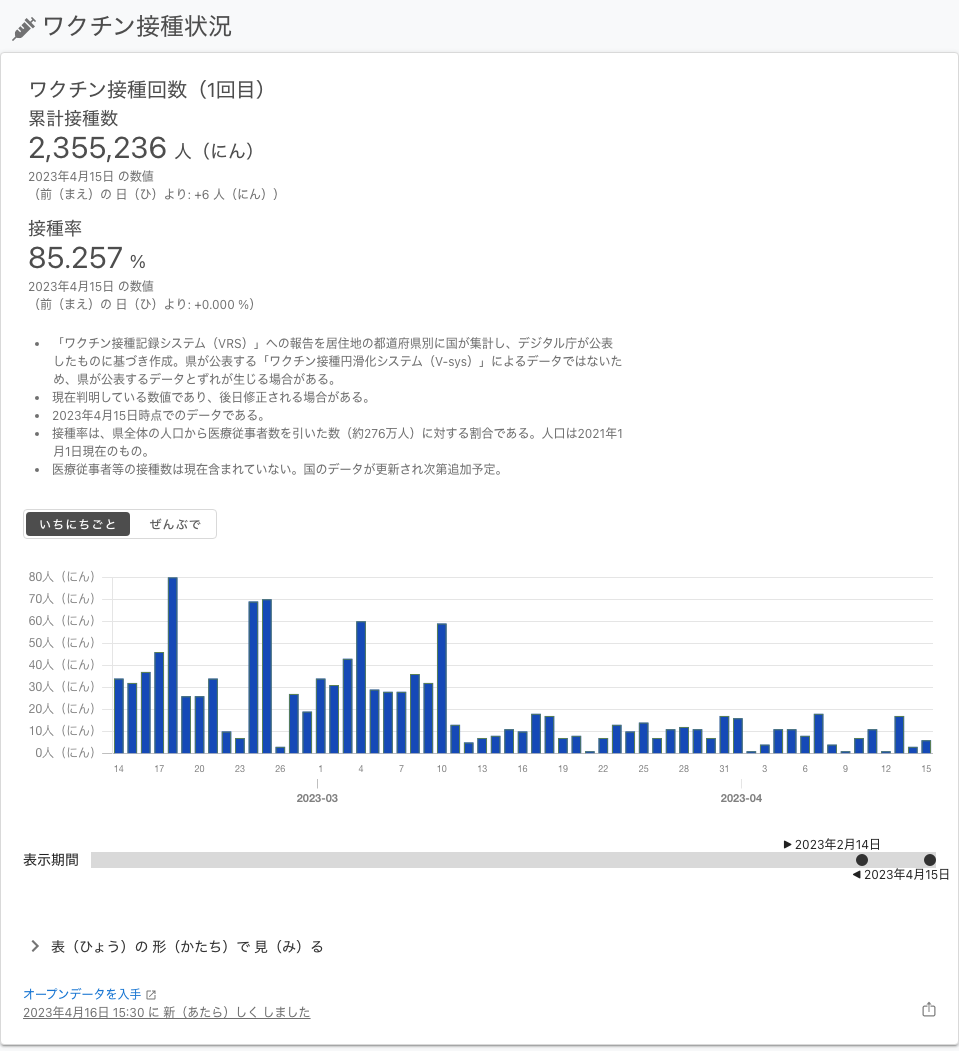 ワクチン接種状況
ワクチン接種回数（1回目）
累計接種数
2,355,236 人（にん）
2023年4月15日 の数値
（前（まえ）の 日（ひ）より: +6 人（にん））
接種率
85.257 %
2023年4月15日 の数値
（前（まえ）の 日（ひ）より: +0.000 %）
• 「ワクチン接種記録システム（VRS）」への報告を居住地の都道府県別に国が集計し、デジタル庁が公表
したものに基づき作成。県が公表する「ワクチン接種円滑化システム（V-sys）」によるデータではないた
め、県が公表するデータとずれが生じる場合がある。
• 現在判明している数値であり、後日修正される場合がある。
• 2023年4月15日時点でのデータである。
• 接種率は、県全体の人口から医療従事者数を引いた数（約276万人）に対する割合である。人口は2021年1
月1日現在のもの。
• 医療従事者等の接種数は現在含まれていない。国のデータが更新され次第追加予定。
いちにちごと ぜんぶで
80人（にん）
70人（にん）
60人（にん）
50人（にん）
40人（にん）
30人（にん）
20人（にん）
10人（にん）
0人（にん）
14 17 20 23 26 1 4 7 10 13 16 19 22 25 28 31 3 6 9 12 15
2023-03 2023-04
▶ 2023年2月14日
表示期間
◀ 2023年4月15日
表（ひょう）の 形（かたち）で 見（み）る
オープンデータを入手
2023年4月16日 15:30 に 新（あたら）しく しました